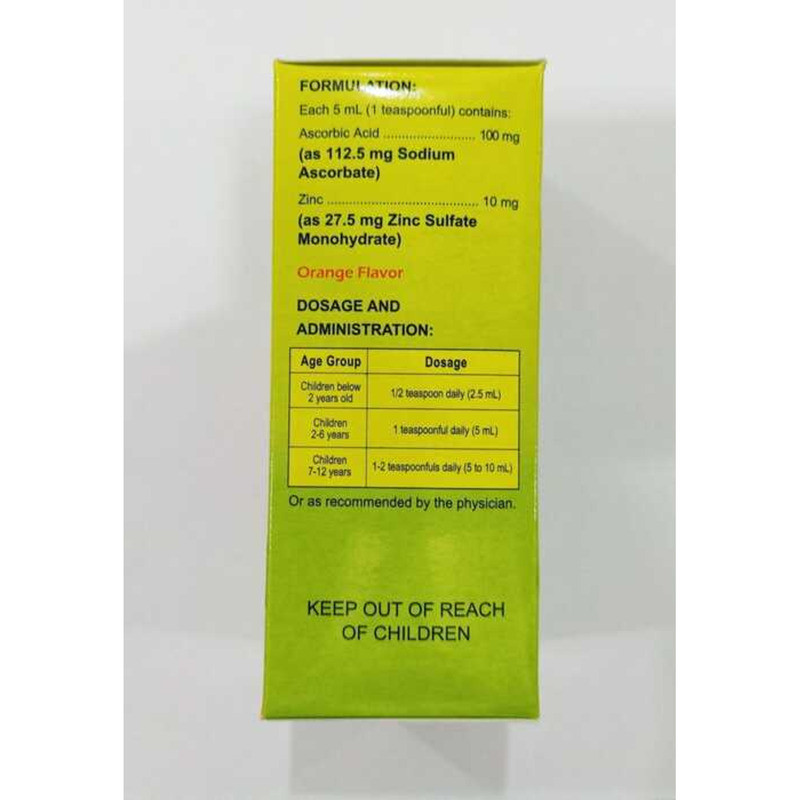 FORMULATION:
Each 5 mL (1 teaspoonful) contains:
Ascorbic Acid ......................... 100 mg
(as 112.5 mg Sodium
Ascorbate)
Zinc ......................................... 10 mg
(as 27.5 mg Zinc Sulfate
Monohydrate)
Orange Flavor
DOSAGE AND
ADMINISTRATION:
Age Group Dosage
Children below
2 years old 1/2 teaspoon daily (2.5 mL)
Children
2-6 years 1 teaspoonful daily (5 mL)
Children
7-12 years 1-2 teaspoonfuls daily (5 to 10 mL)
Or as recommended by the physician.
KEEP OUT OF REACH
OF CHILDREN